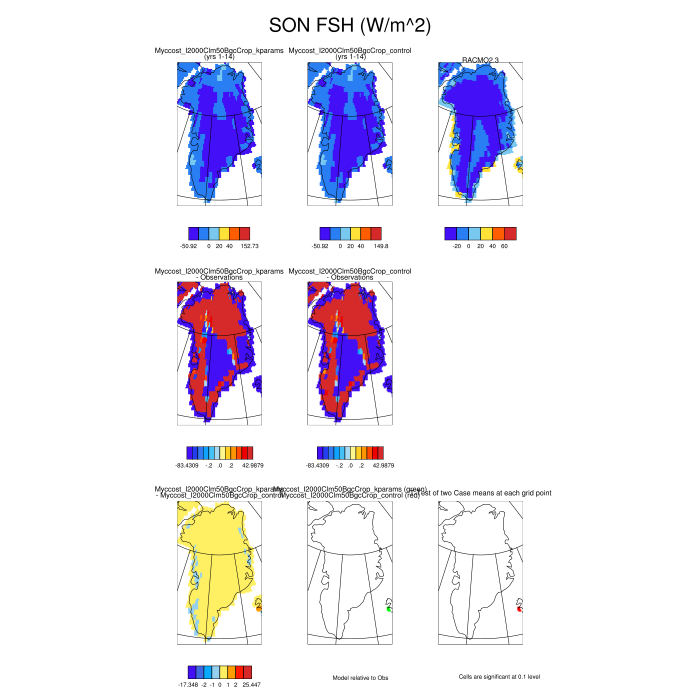 SON FSH (W/m^2)
Myccost_I2000Clm50BgcCrop_kparams
(yrs 1-14)
Myccost_I2000Clm50BgcCrop_control
(yrs 1-14)
RACMO2.3
-50.92 0 20 40 152.73
-50.92 0 20 40 149.8
-20 0 20 40 60
Myccost_I2000Clm50BgcCrop_kparams
- Observations
Myccost_I2000Clm50BgcCrop_control
- Observations
-83.4309 -.2 .0 .2 42.9879
-83.4309 -.2 .0 .2 42.9879
Myccost_I2000Clm50BgcCrop_kparams
- Myccost_I2000Clm50BgcCrop_control
Myccost_I2000Clm50BgcCrop_kparams (green)
Myccost_I2000Clm50BgcCrop_control (red)
est of two Case means at each grid point
-17.348 -2 -1 0 1 2 25.447
Model relative to Obs
Cells are significant at 0.1 level